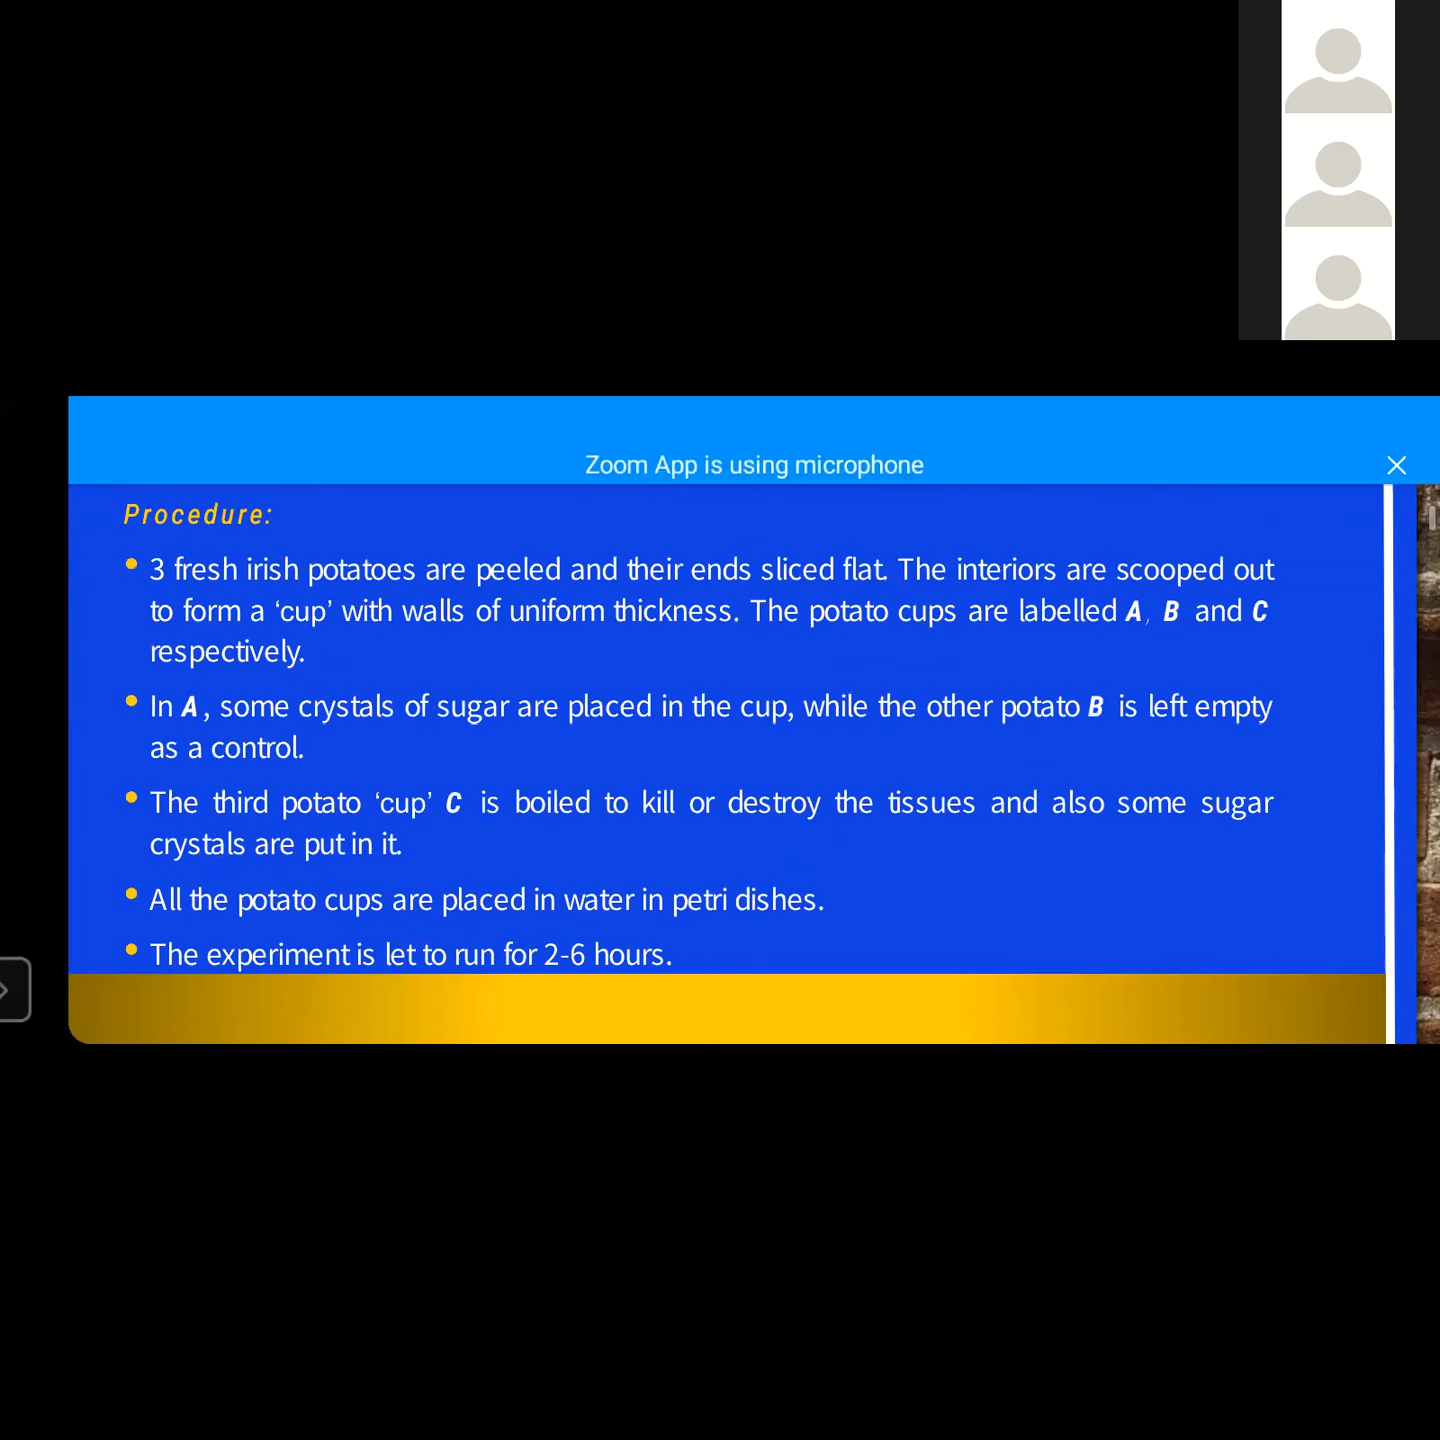 Zoom App is using microphone
Procedure:
• 3 fresh irish potatoes are peeled and their ends sliced flat. The interiors are scooped out
to form a ‘cup’ with walls of uniform thickness. The potato cups are labelled A, B and C
respectively.
• In A, some crystals of sugar are placed in the cup, while the other potato B is left empty
as a control.
• The third potato ‘cup’ C is boiled to kill or destroy the tissues and also some sugar
crystals are put in it.
• All the potato cups are placed in water in petri dishes.
• The experiment is let to run for 2-6 hours.